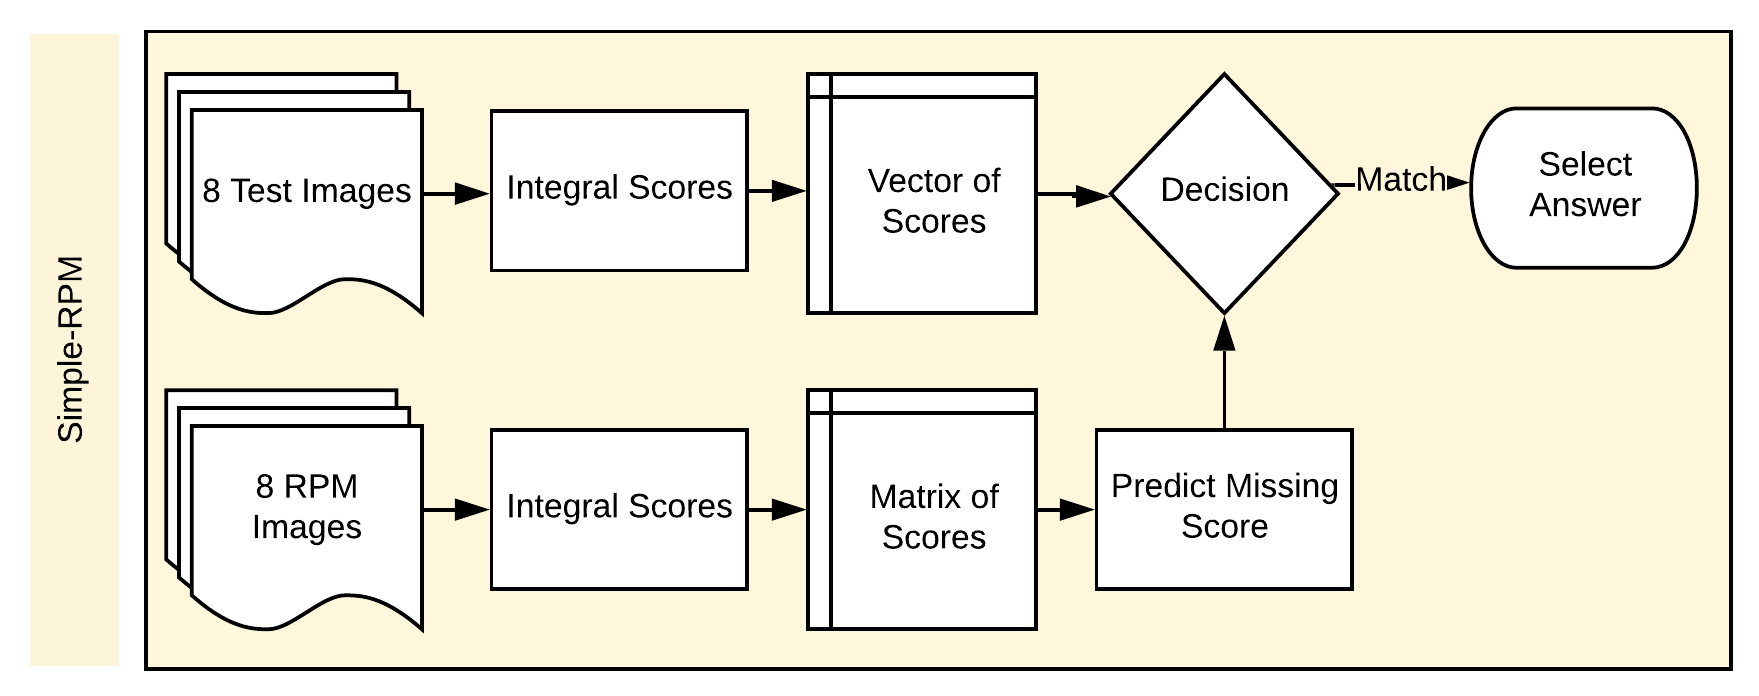 Simple-RPM
8 Test Images
Integral Scores
Vector of
Scores
Decision
Match
Select
Answer
8 RPM
Images
Integral Scores
Matrix of
Scores
Predict Missing
Score